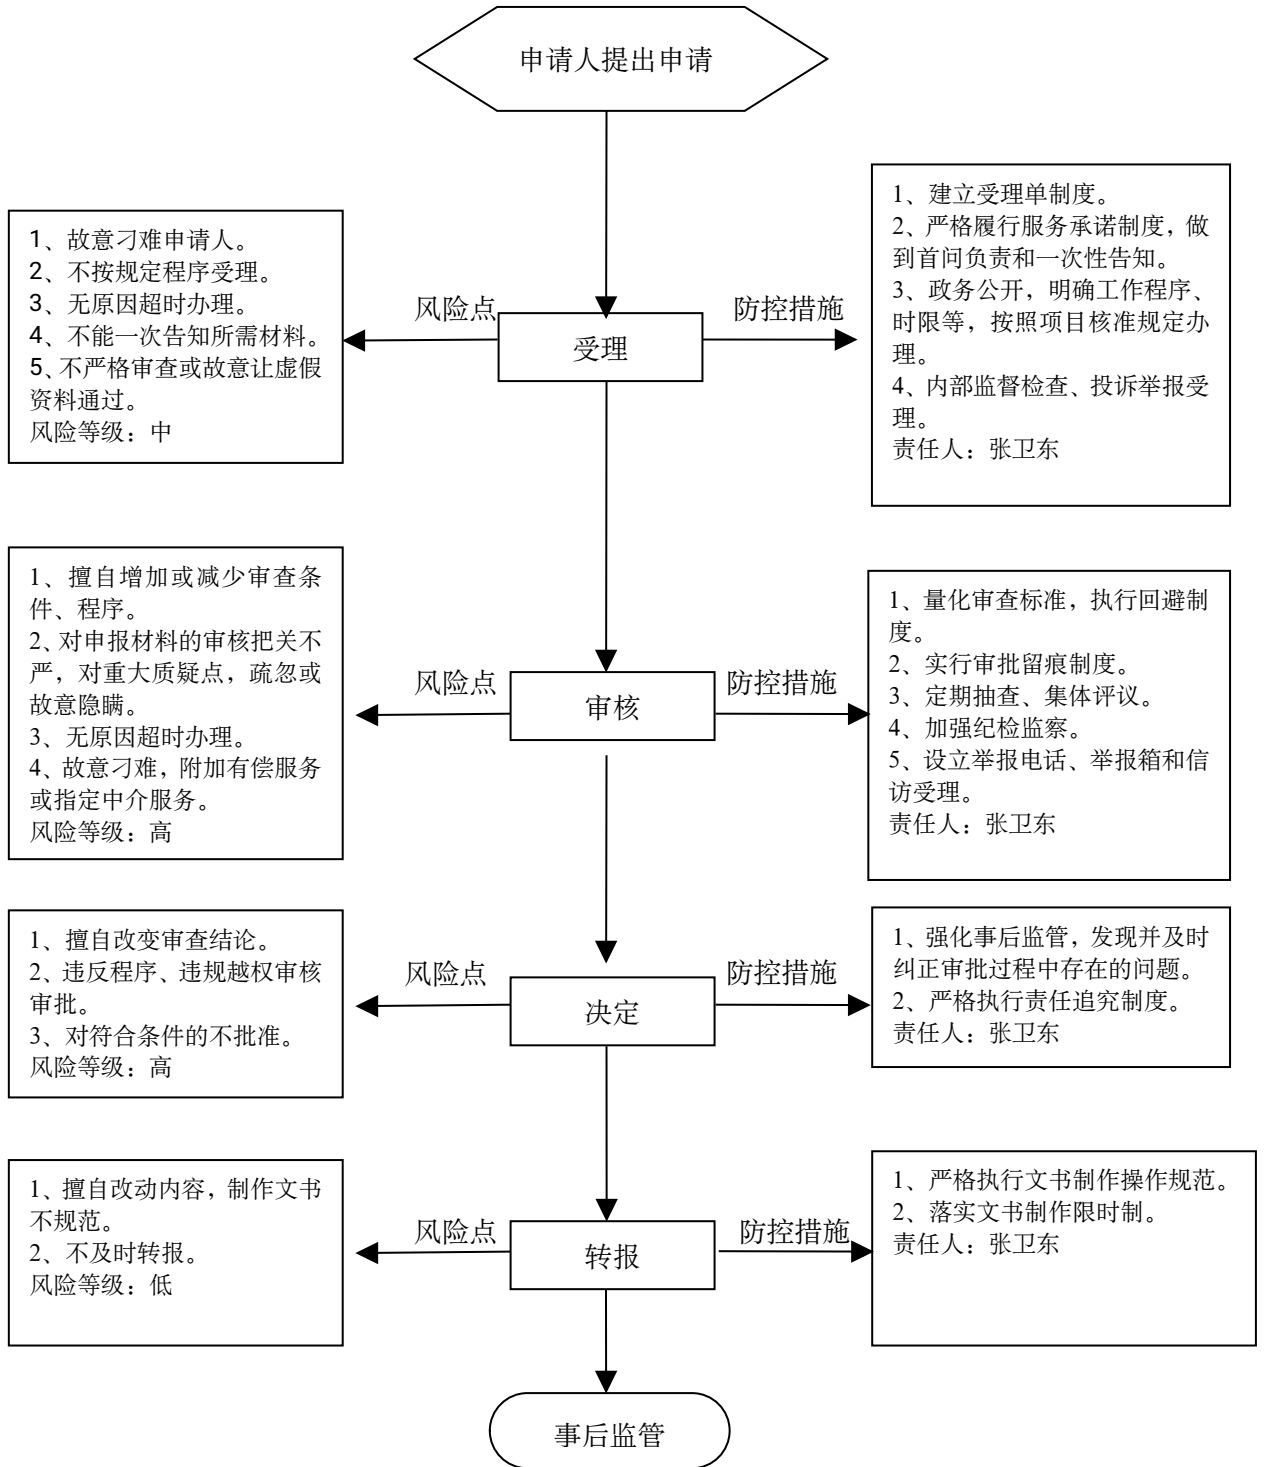 申请人提出申请
1、故意刁难申请人。
2、不按规定程序受理。
3、无原因超时办理。
4、不能一次告知所需材料。
5、不严格审查或故意让虚假
资料通过。
风险等级：中
风险点
受理
防控措施
1、建立受理单制度。
2、严格履行服务承诺制度，做
到首问负责和一次性告知。
3、政务公开，明确工作程序、
时限等，按照项目核准规定办
理。
4、内部监督检查、投诉举报受
理。
责任人：张卫东
1、擅自增加或减少审查条
件、程序。
2、对申报材料的审核把关不
严，对重大质疑点，疏忽或
故意隐瞒。
3、无原因超时办理。
4、故意刁难，附加有偿服务
或指定中介服务。
风险等级：高
风险点
审核
防控措施
1、量化审查标准，执行回避制
度。
2、实行审批留痕制度。
3、定期抽查、集体评议。
4、加强纪检监察。
5、设立举报电话、举报箱和信
访受理。
责任人：张卫东
1、擅自改变审查结论。
2、违反程序、违规越权审核
审批。
3、对符合条件的不批准。
风险等级：高
风险点
决定
防控措施
1、强化事后监管，发现并及时
纠正审批过程中存在的问题。
2、严格执行责任追究制度。
责任人：张卫东
1、擅自改动内容，制作文书
不规范。
2、不及时转报。
风险等级：低
风险点
转报
防控措施
1、严格执行文书制作操作规范。
2、落实文书制作限时制。
责任人：张卫东
事后监管